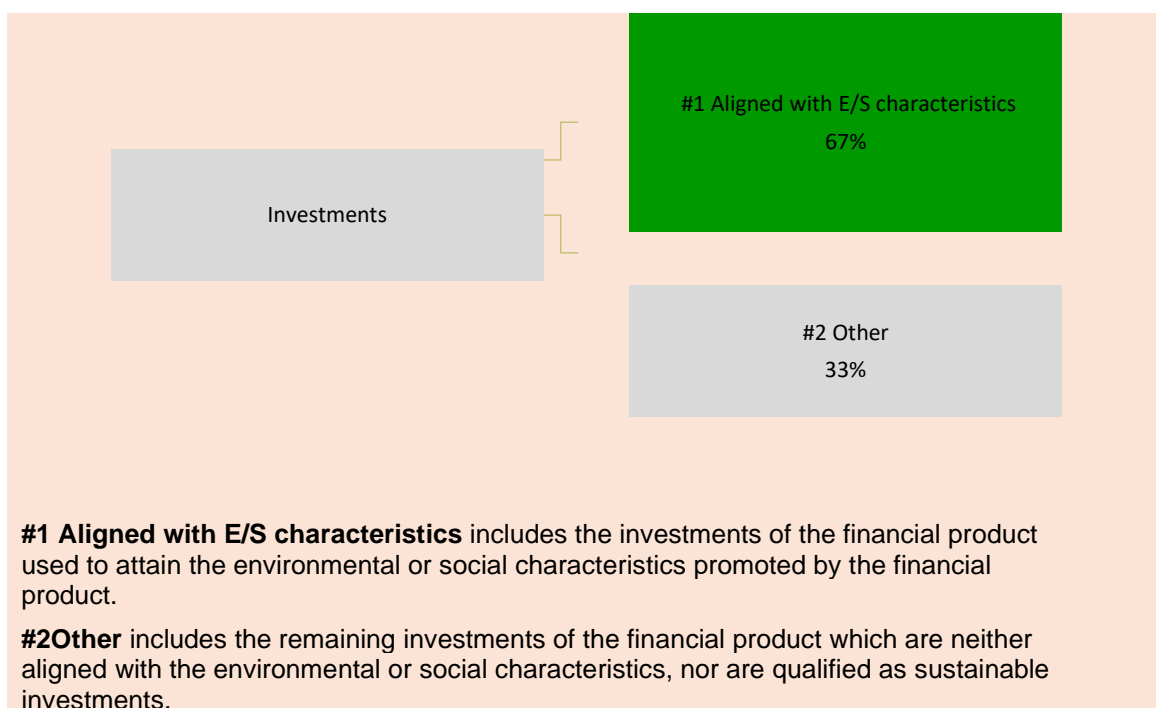 #1 Aligned with E/S characteristics
67%
Investments
#2 Other
33%
#1 Aligned with E/S characteristics includes the investments of the financial product
used to attain the environmental or social characteristics promoted by the financial
product.
#2Other includes the remaining investments of the financial product which are neither
aligned with the environmental or social characteristics, nor are qualified as sustainable
investments.